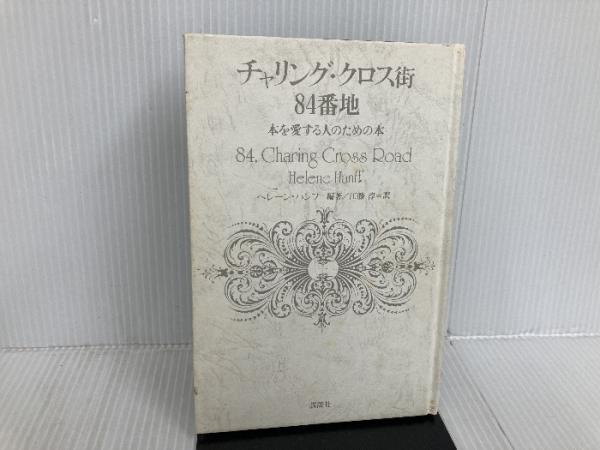 チャリング・クロス街
84番地
本を愛する人のための本
84, Charing Cross Road
Helene Hanff
ヘレーン・ハンフ 編著/江藤 淳=訳
講談社